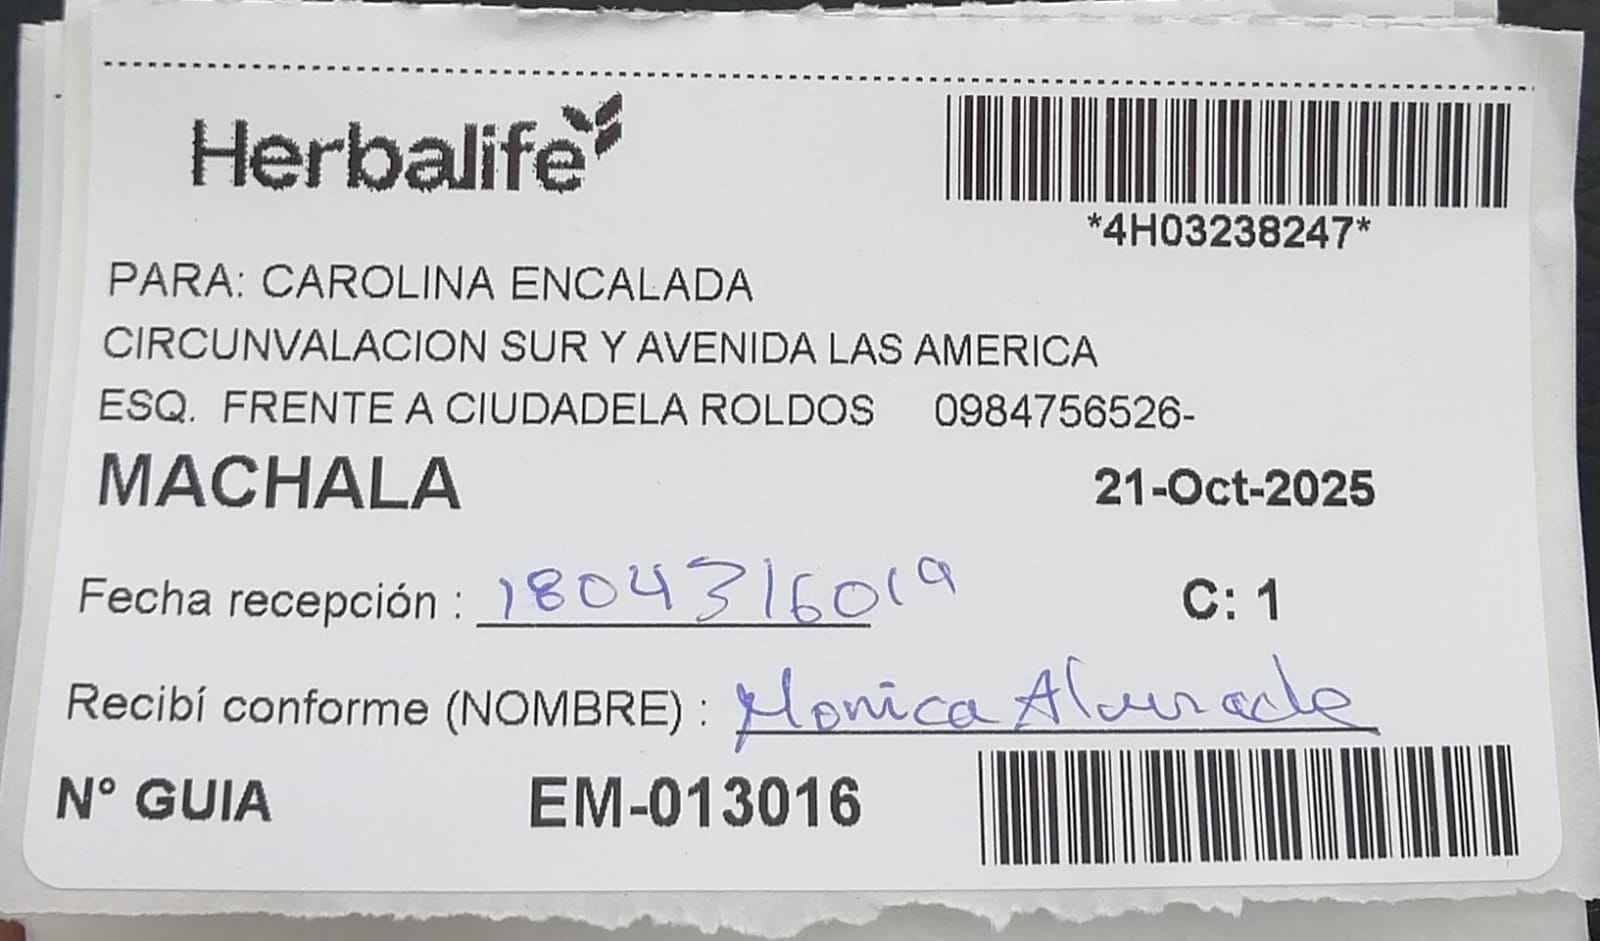 Herbalife
*4H03238247*
PARA: CAROLINA ENCALADA
CIRCUNVALACION SUR Y AVENIDA LAS AMERICA
ESQ. FRENTE A CIUDADELA ROLDOS 0984756526-
MACHALA 21-Oct-2025
Fecha recepción : 1804316019 C: 1
Recibí conforme (NOMBRE) : Monica Alvarado
N° GUIA EM-013016